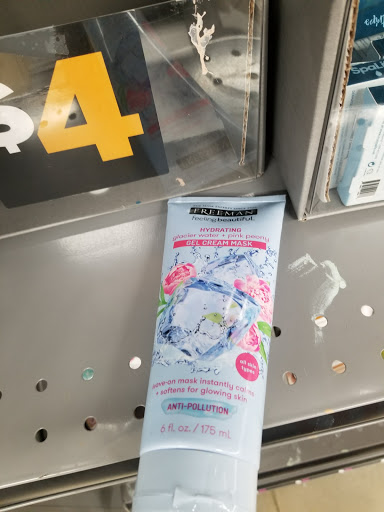 $4
FREEMAN
feeling beautiful
HYDRATING
glacier water + pink peony
GEL CREAM MASK
all skin types
leave-on mask instantly calms
+ softens for glowing skin
ANTI-POLLUTION
6 fl. oz. / 175 mL